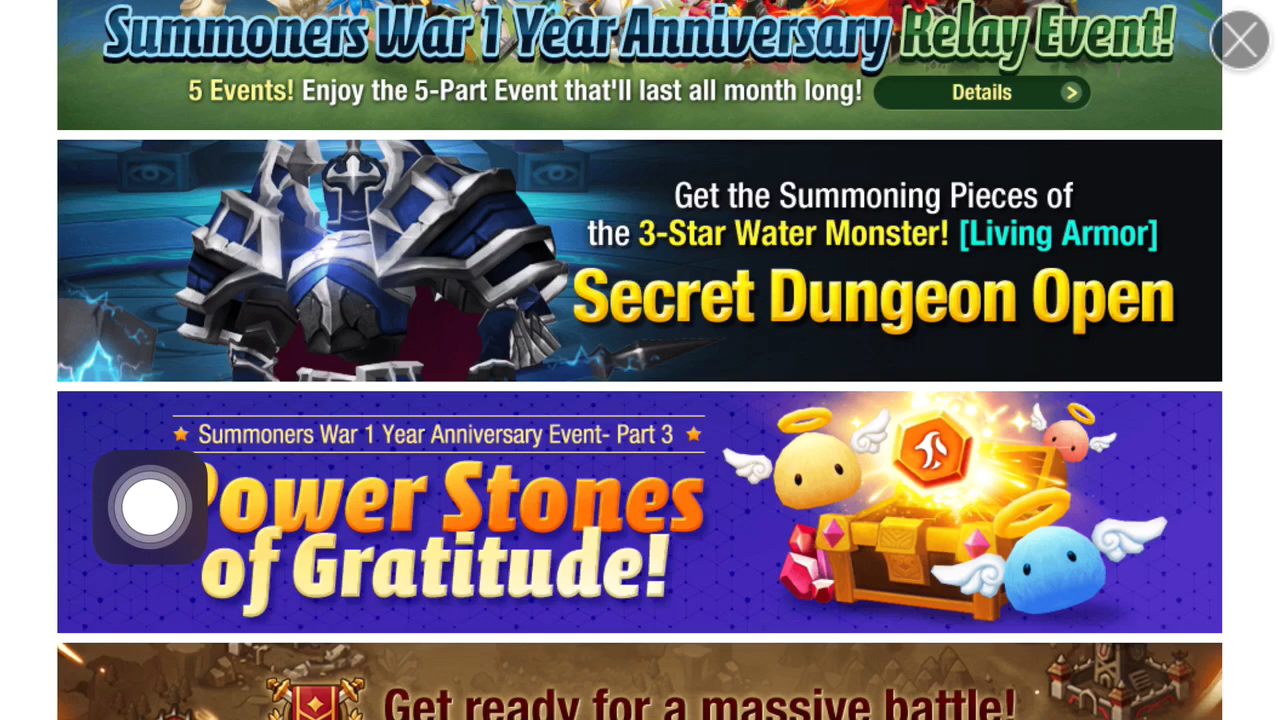 Summoners War 1 Year Anniversary Relay Event!
5 Events! Enjoy the 5-Part Event that'll last all month long! Details
Get the Summoning Pieces of
the 3-Star Water Monster! [Living Armor]
Secret Dungeon Open
Summoners War 1 Year Anniversary Event- Part 3
Power Stones
of Gratitude!
Get ready for a massive battle!